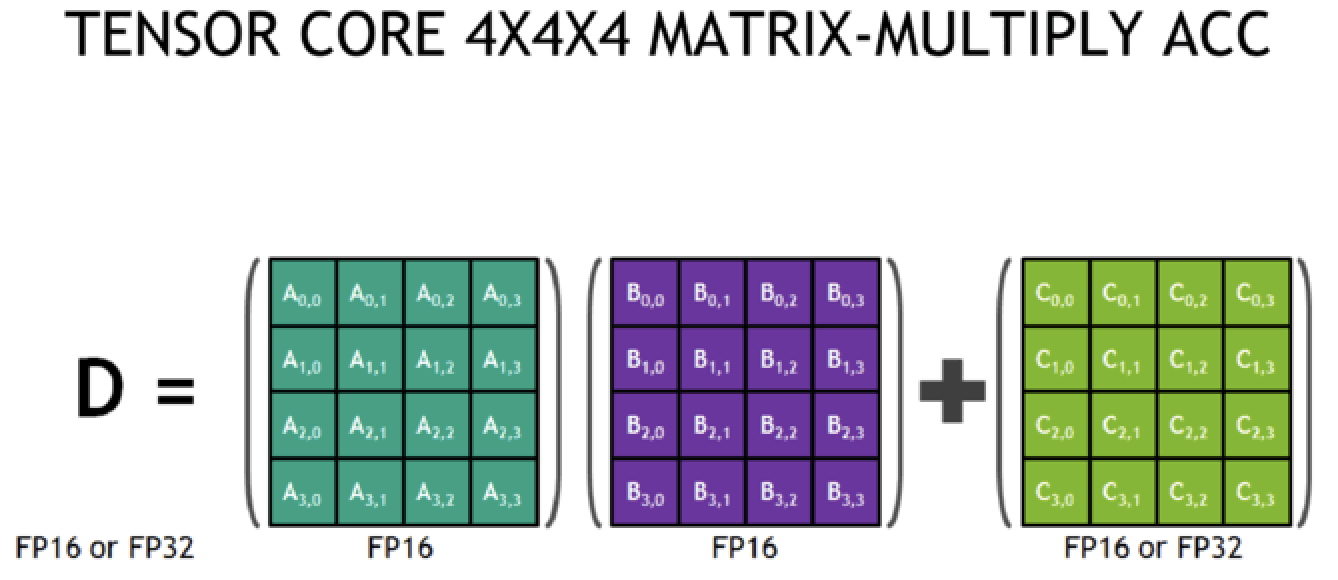 TENSOR CORE 4X4X4 MATRIX-MULTIPLY ACC
D =
A0,0 A0,1 A0,2 A0,3
A1,0 A1,1 A1,2 A1,3
A2,0 A2,1 A2,2 A2,3
A3,0 A3,1 A3,2 A3,3
B0,0 B0,1 B0,2 B0,3
B1,0 B1,1 B1,2 B1,3
B2,0 B2,1 B2,2 B2,3
B3,0 B3,1 B3,2 B3,3
+
C0,0 C0,1 C0,2 C0,3
C1,0 C1,1 C1,2 C1,3
C2,0 C2,1 C2,2 C2,3
C3,0 C3,1 C3,2 C3,3
FP16 or FP32
FP16
FP16
FP16 or FP32